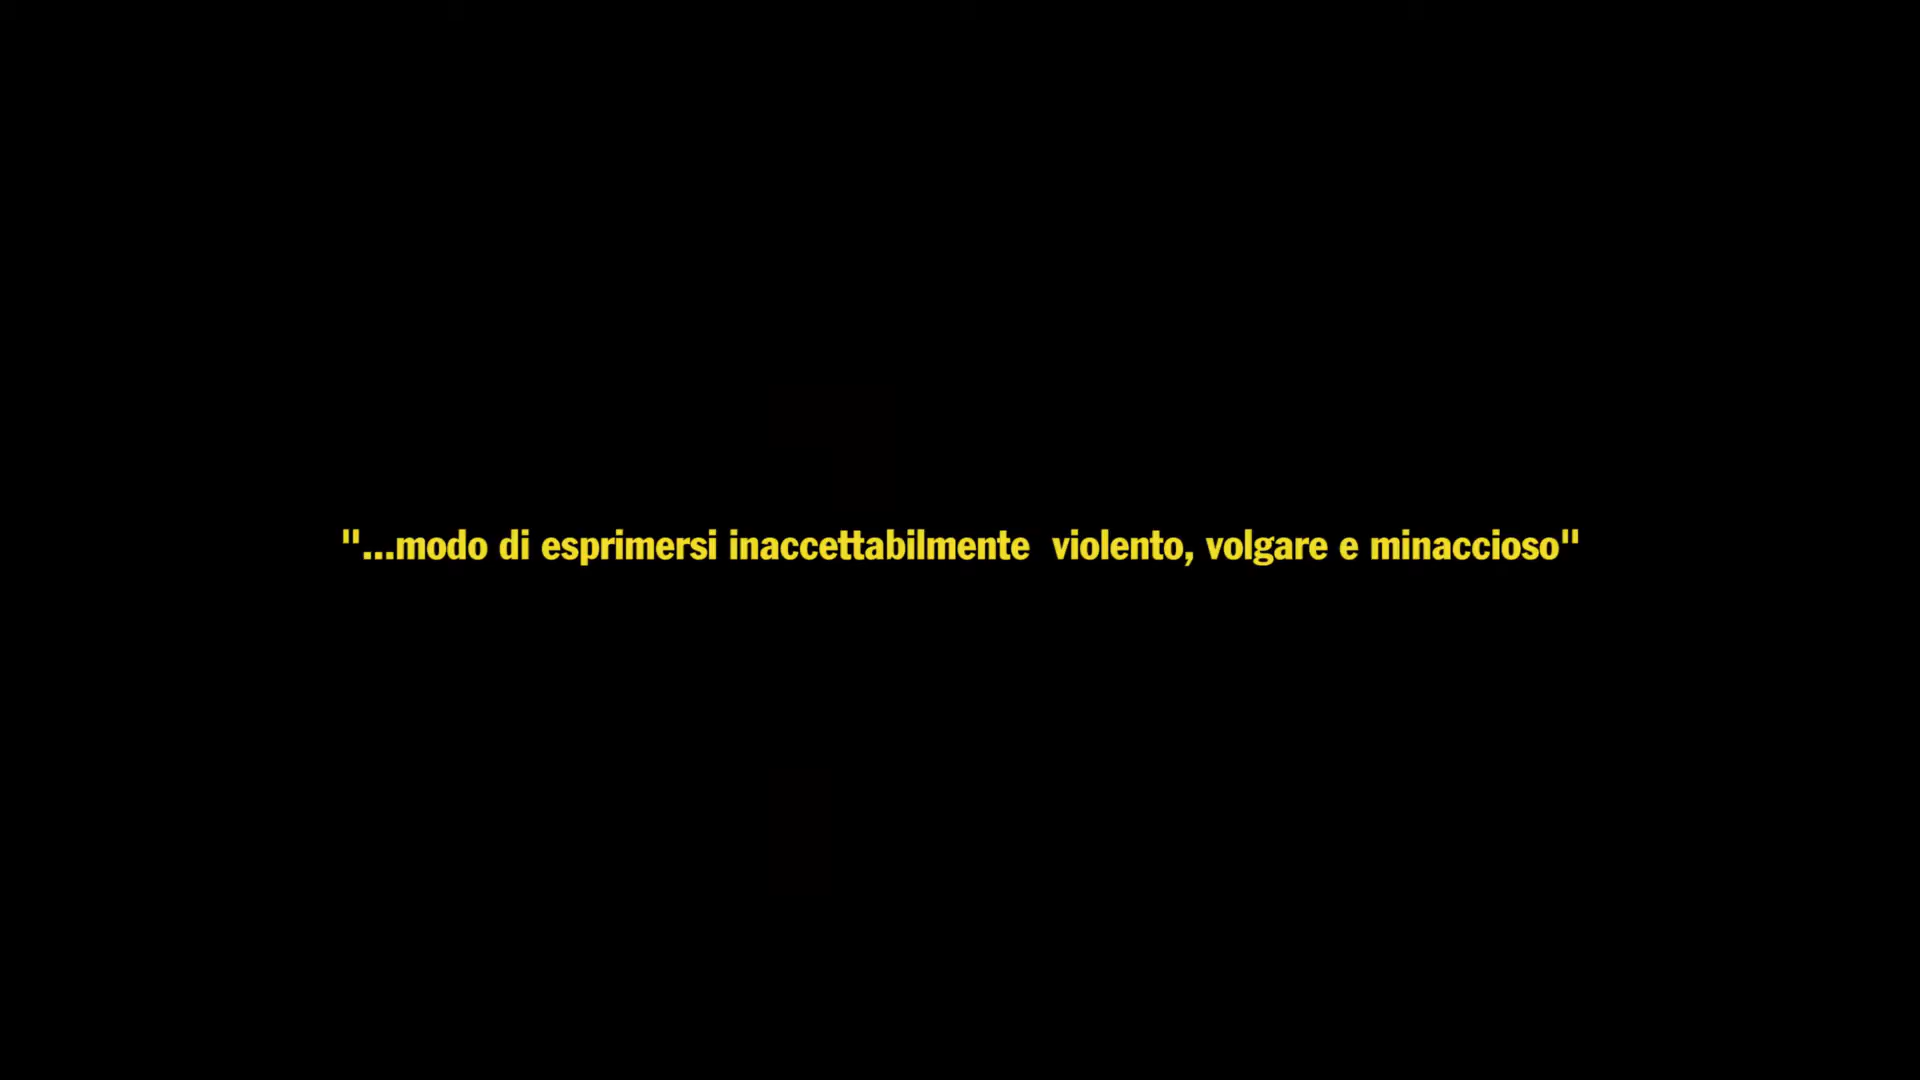 "...modo di esprimersi inaccettabilmente  violento, volgare e minaccioso"